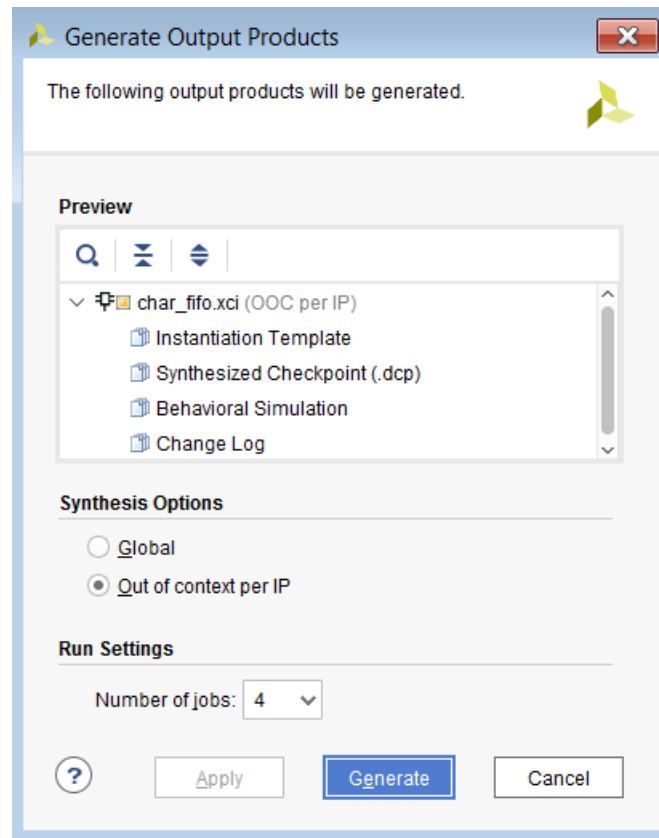 Generate Output Products
The following output products will be generated.
Preview
char_fifo.xci (OOC per IP)
Instantiation Template
Synthesized Checkpoint (.dcp)
Behavioral Simulation
Change Log
Synthesis Options
Global
Out of context per IP
Run Settings
Number of jobs: 4
? Apply Generate Cancel